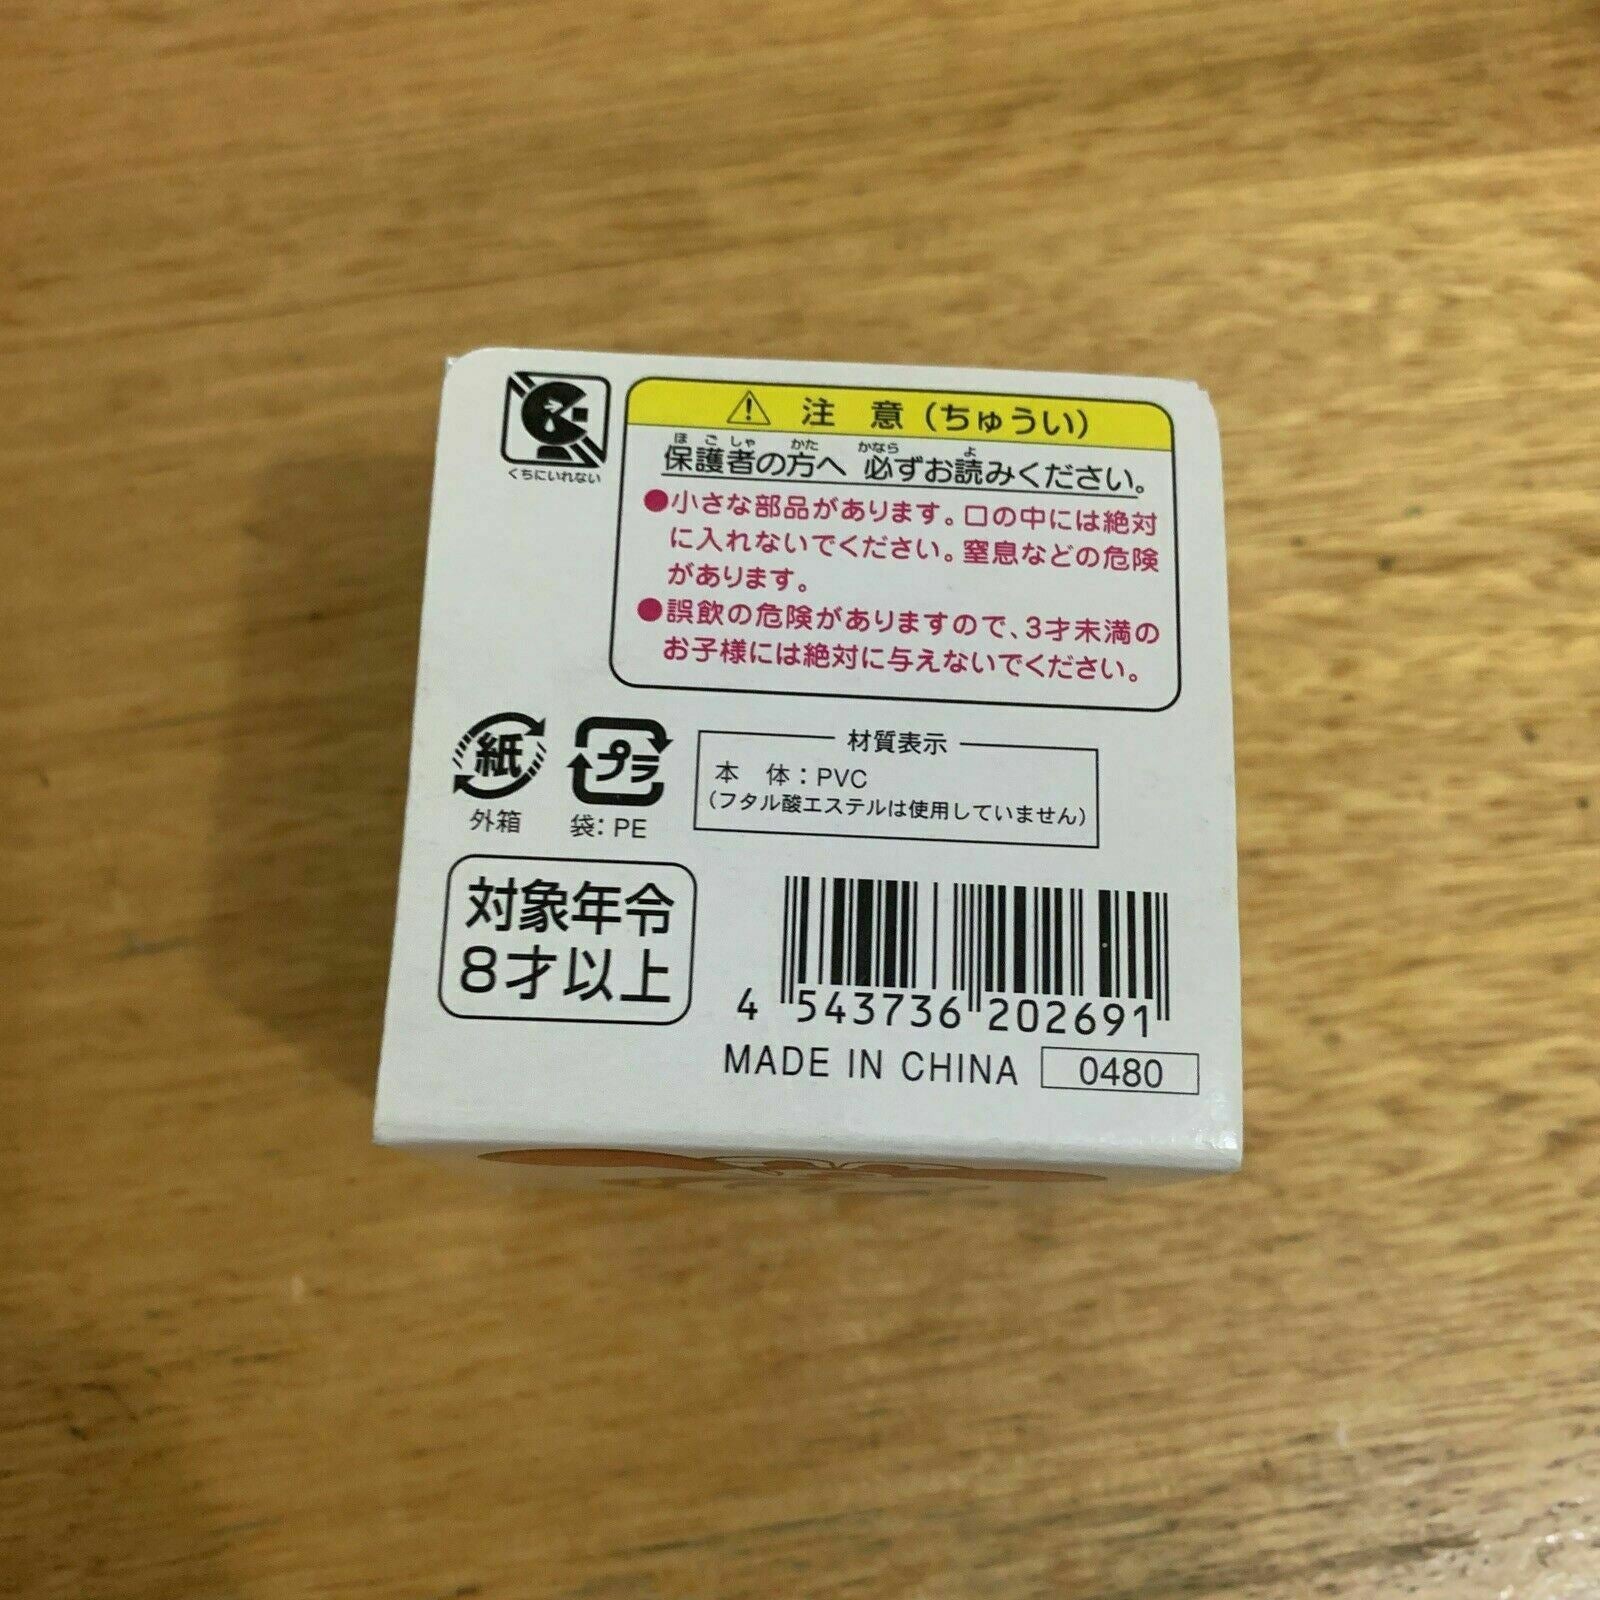 くちにいれない
注 意(ちゅうい)
ほごしゃ かた かなら よ
保護者の方へ 必ずお読みください。
●小さな部品があります。口の中には絶対
に入れないでください。窒息などの危険
があります。
●誤飲の危険がありますので、3才未満の
お子様には絶対に与えないでください。
紙
外箱
プラ
袋:PE
材質表示
本 体:PVC
(フタル酸エステルは使用していません)
対象年令
8才以上
4 543736 202691
MADE IN CHINA 0480